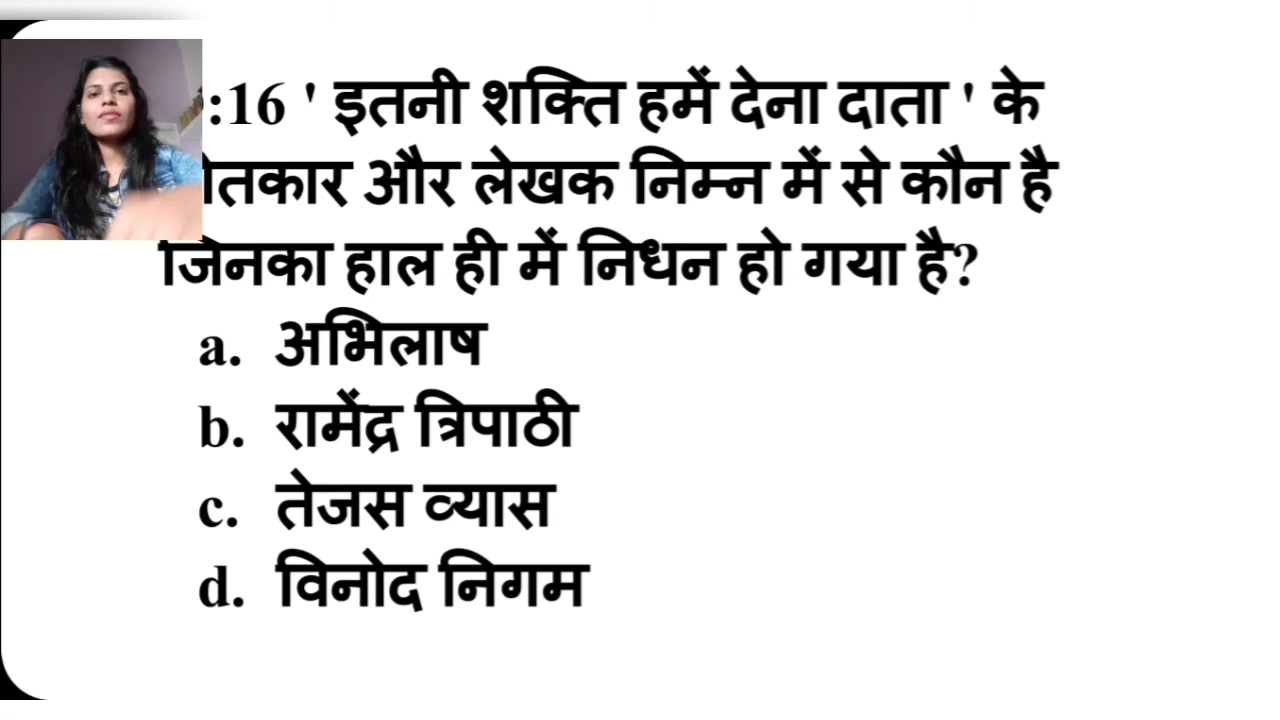 :16 ' इतनी शक्ति हमें देना दाता ' के
और लेखक निम्न में से कौन है
जिनका हाल ही में निधन हो गया है?
a. अभिलाष
b. रामेंद्र त्रिपाठी
c. तेजस व्यास
d. विनोद निगम